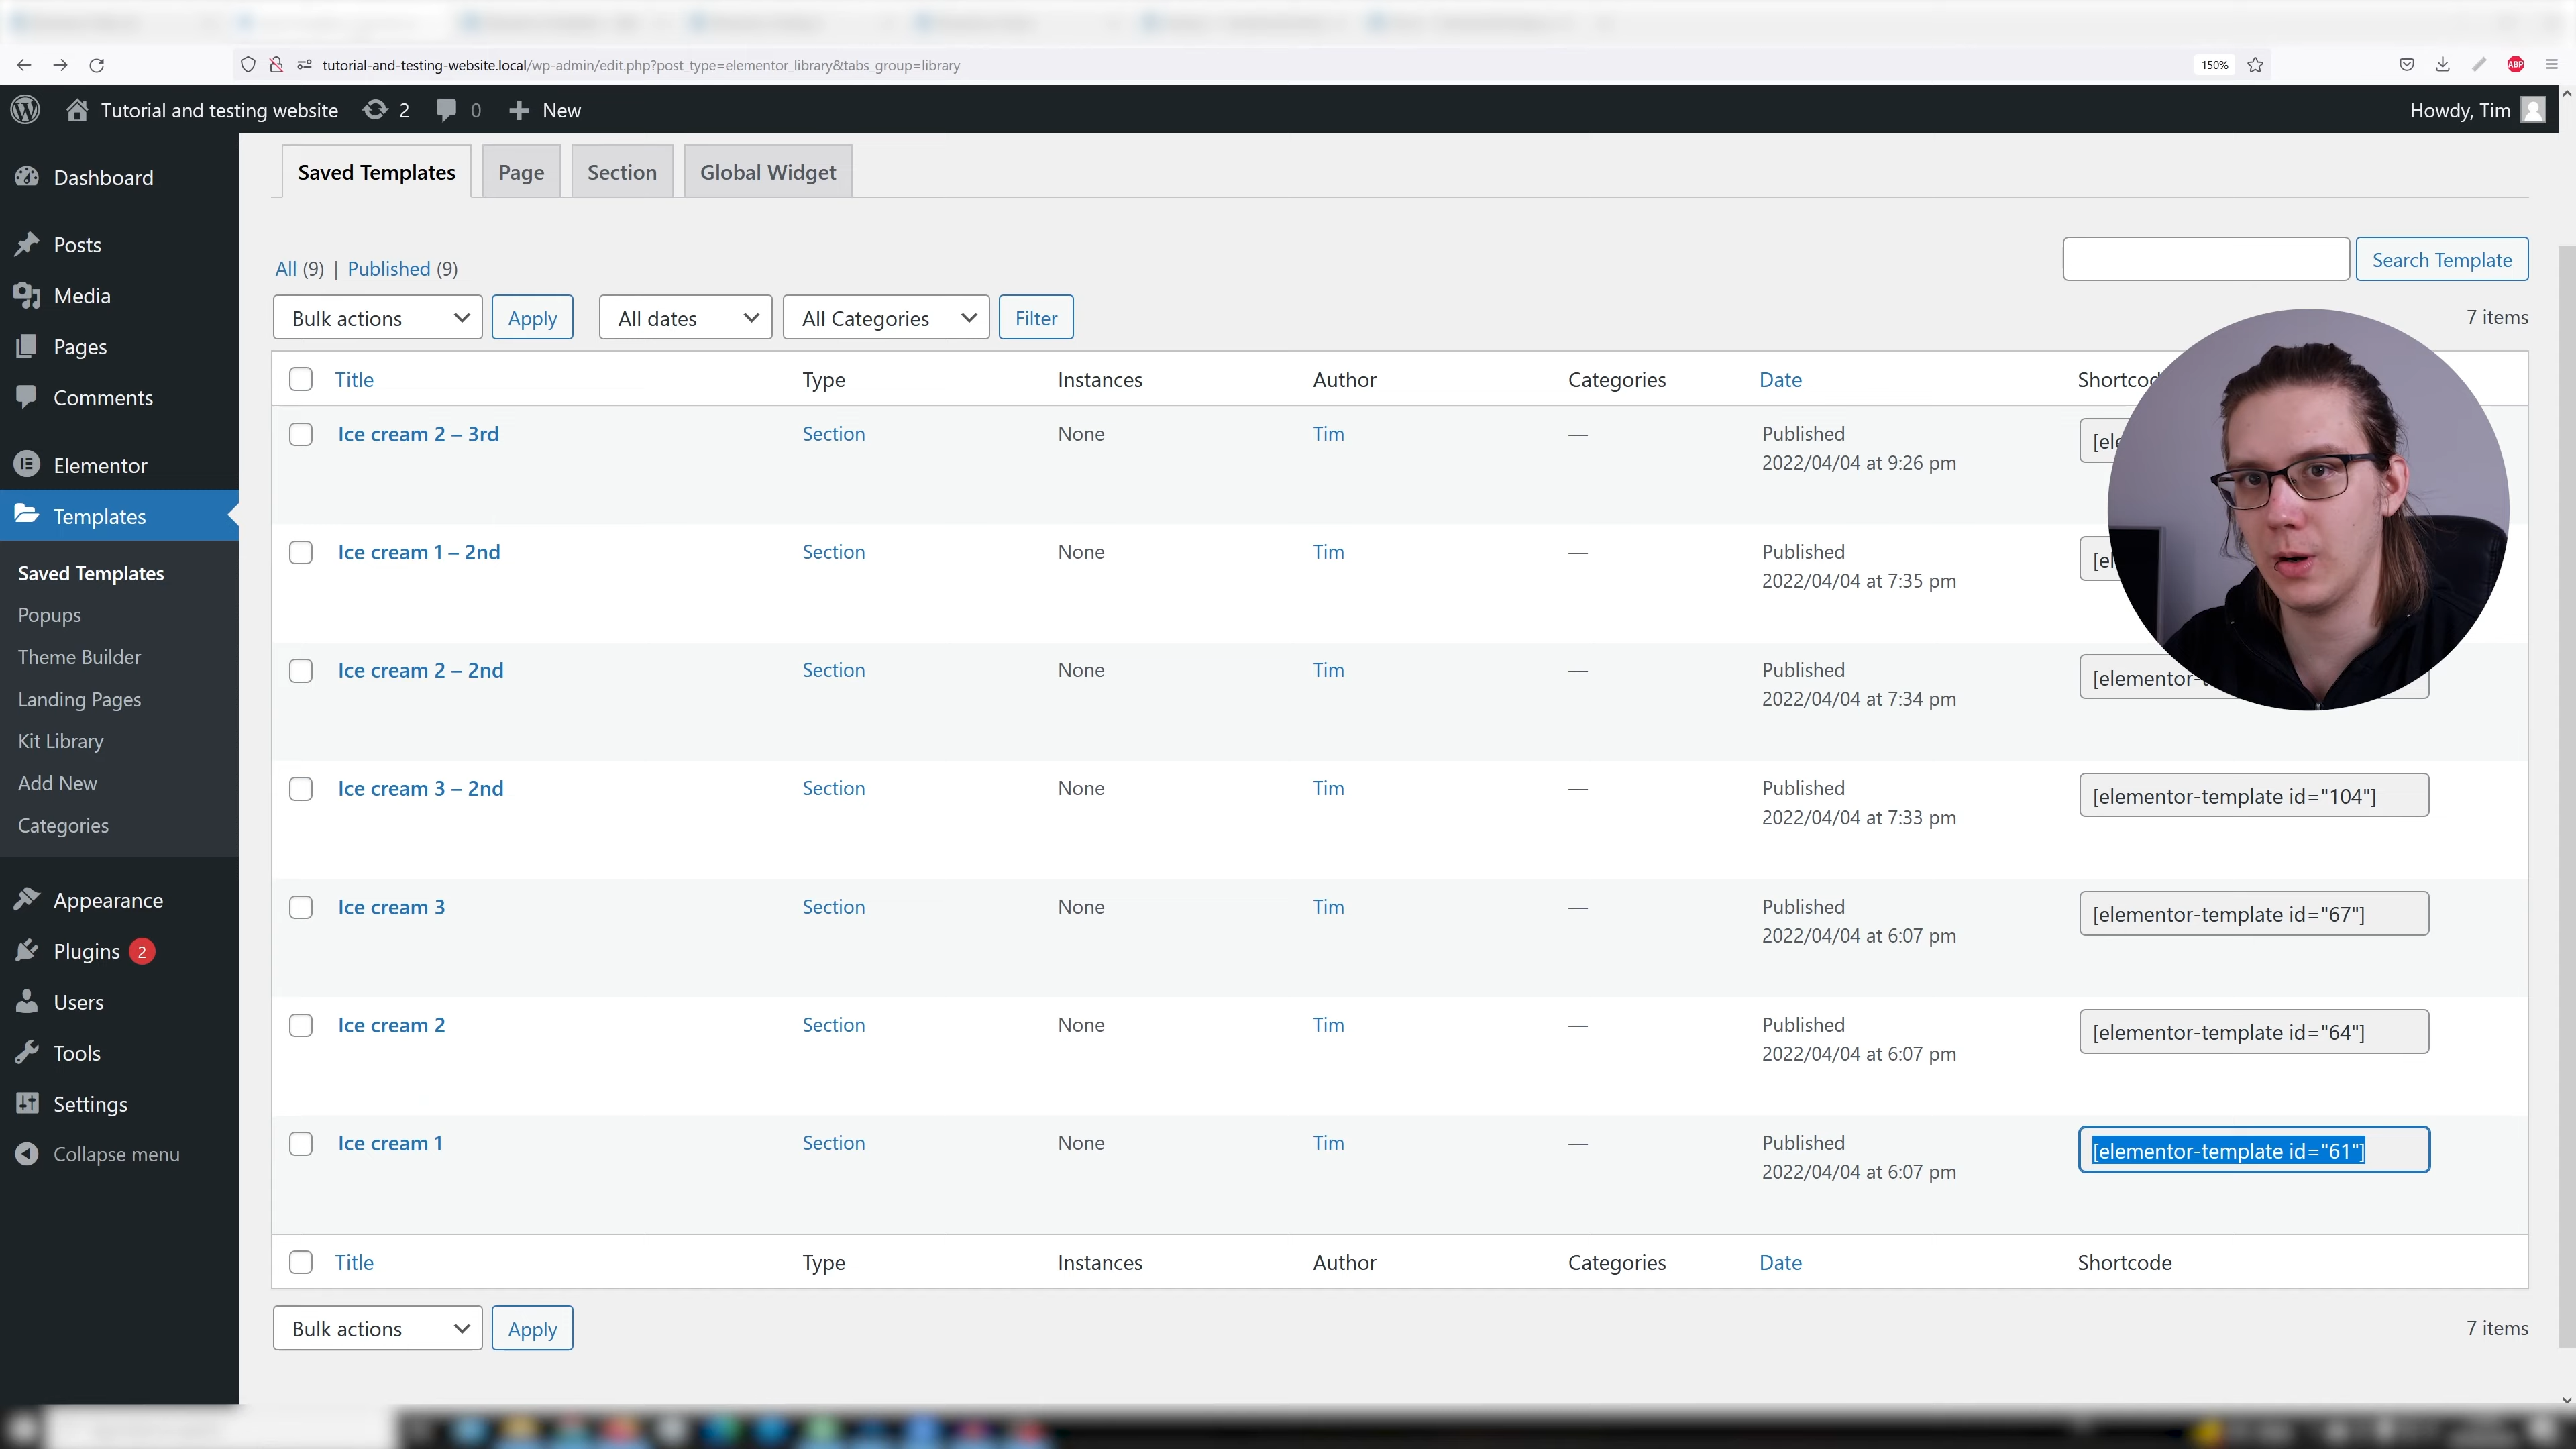 tutorial-and-testing-website.local/wp-admin/edit.php?post_type=elementor_library&tabs_group=library
150%
ABP
Tutorial and testing website
2
0
New
Howdy, Tim
Dashboard
Posts
Media
Pages
Comments
Elementor
Templates
Saved Templates
Popups
Theme Builder
Landing Pages
Kit Library
Add New
Categories
Appearance
Plugins 2
Users
Tools
Settings
Collapse menu
Saved Templates Page Section Global Widget
All (9) | Published (9)
Search Template
Bulk actions Apply All dates All Categories Filter
7 items
Title Type Instances Author Categories Date
Ice cream 2 – 3rd Section None Tim — Published
2022/04/04 at 9:26 pm
Ice cream 1 – 2nd Section None Tim — Published
2022/04/04 at 7:35 pm
Ice cream 2 – 2nd Section None Tim — Published
2022/04/04 at 7:34 pm
Ice cream 3 – 2nd Section None Tim — Published
2022/04/04 at 7:33 pm
[elementor-template id="104"]
Ice cream 3 Section None Tim — Published
2022/04/04 at 6:07 pm
[elementor-template id="67"]
Ice cream 2 Section None Tim — Published
2022/04/04 at 6:07 pm
[elementor-template id="64"]
Ice cream 1 Section None Tim — Published
2022/04/04 at 6:07 pm
[elementor-template id="61"]
Title Type Instances Author Categories Date Shortcode
Bulk actions Apply
7 items